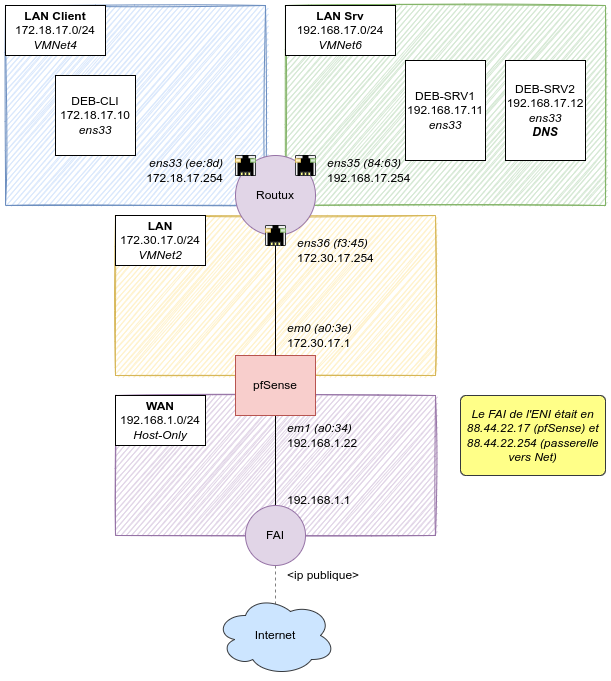 LAN Client
172.18.17.0/24
VMNet4
LAN Srv
192.168.17.0/24
VMNet6
DEB-CLI
172.18.17.10
ens33
DEB-SRV1
192.168.17.11
ens33
DEB-SRV2
192.168.17.12
ens33
DNS
ens33 (ee:8d)
172.18.17.254
ens35 (84:63)
192.168.17.254
Routux
LAN
172.30.17.0/24
VMNet2
ens36 (f3:45)
172.30.17.254
em0 (a0:3e)
172.30.17.1
pfSense
WAN
192.168.1.0/24
Host-Only
em1 (a0:34)
192.168.1.22
Le FAI de l'ENI était en
88.44.22.17 (pfSense) et
88.44.22.254 (passerelle
vers Net)
192.168.1.1
FAI
<ip publique>
Internet